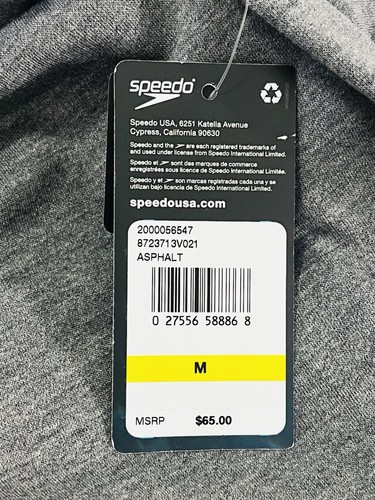 speedo
Speedo USA, 6251 Katella Avenue
Cypress, California 90630
Speedo and the are each registered trademarks of
and used under license from Speedo International Limited.
Speedo et sont des marques de commerce
enregistrées sous licence de Speedo International Limited.
Speedo y et son marcas registradas cada una y se
utilizan bajo licencia de Speedo International Limited.
speedousa.com
2000056547
8723713V021
ASPHALT
0 27556 58886 8
M
MSRP $65.00